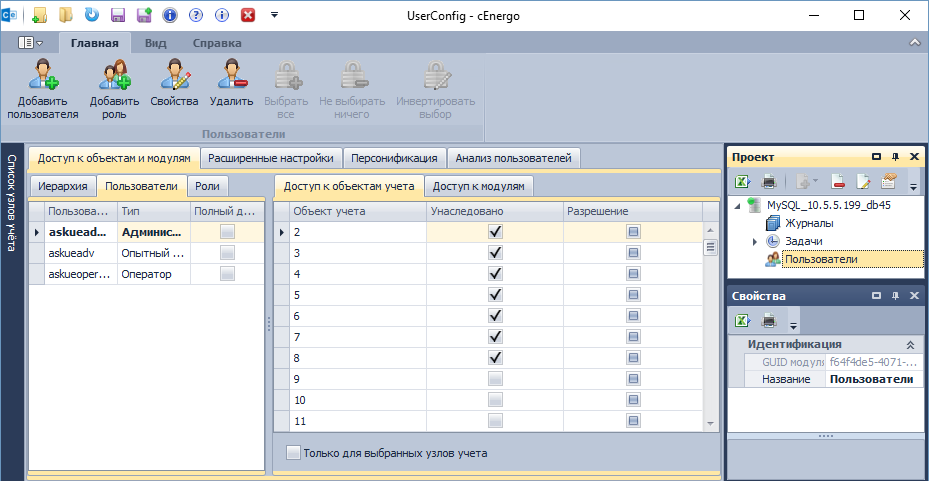 UserConfig - cEnergo
Главная Вид Справка
Добавить пользователя
Добавить роль
Свойства
Удалить
Выбрать все
Не выбирать ничего
Инвертировать выбор
Пользователи
Список узлов учёта
Доступ к объектам и модулям Расширенные настройки Персонификация Анализ пользователей
Иерархия Пользователи Роли
Пользова... Тип Полный д...
askuead... Админис...
askueadv Опытный ...
askueoper... Оператор
Доступ к объектам учета Доступ к модулям
Объект учета Унаследовано Разрешение
2
3
4
5
6
7
8
9
10
11
Только для выбранных узлов учета
Проект
MySQL_10.5.5.199_db45
Журналы
Задачи
Пользователи
Свойства
Идентификация
GUID модуля f64f4de5-4071-...
Название Пользователи